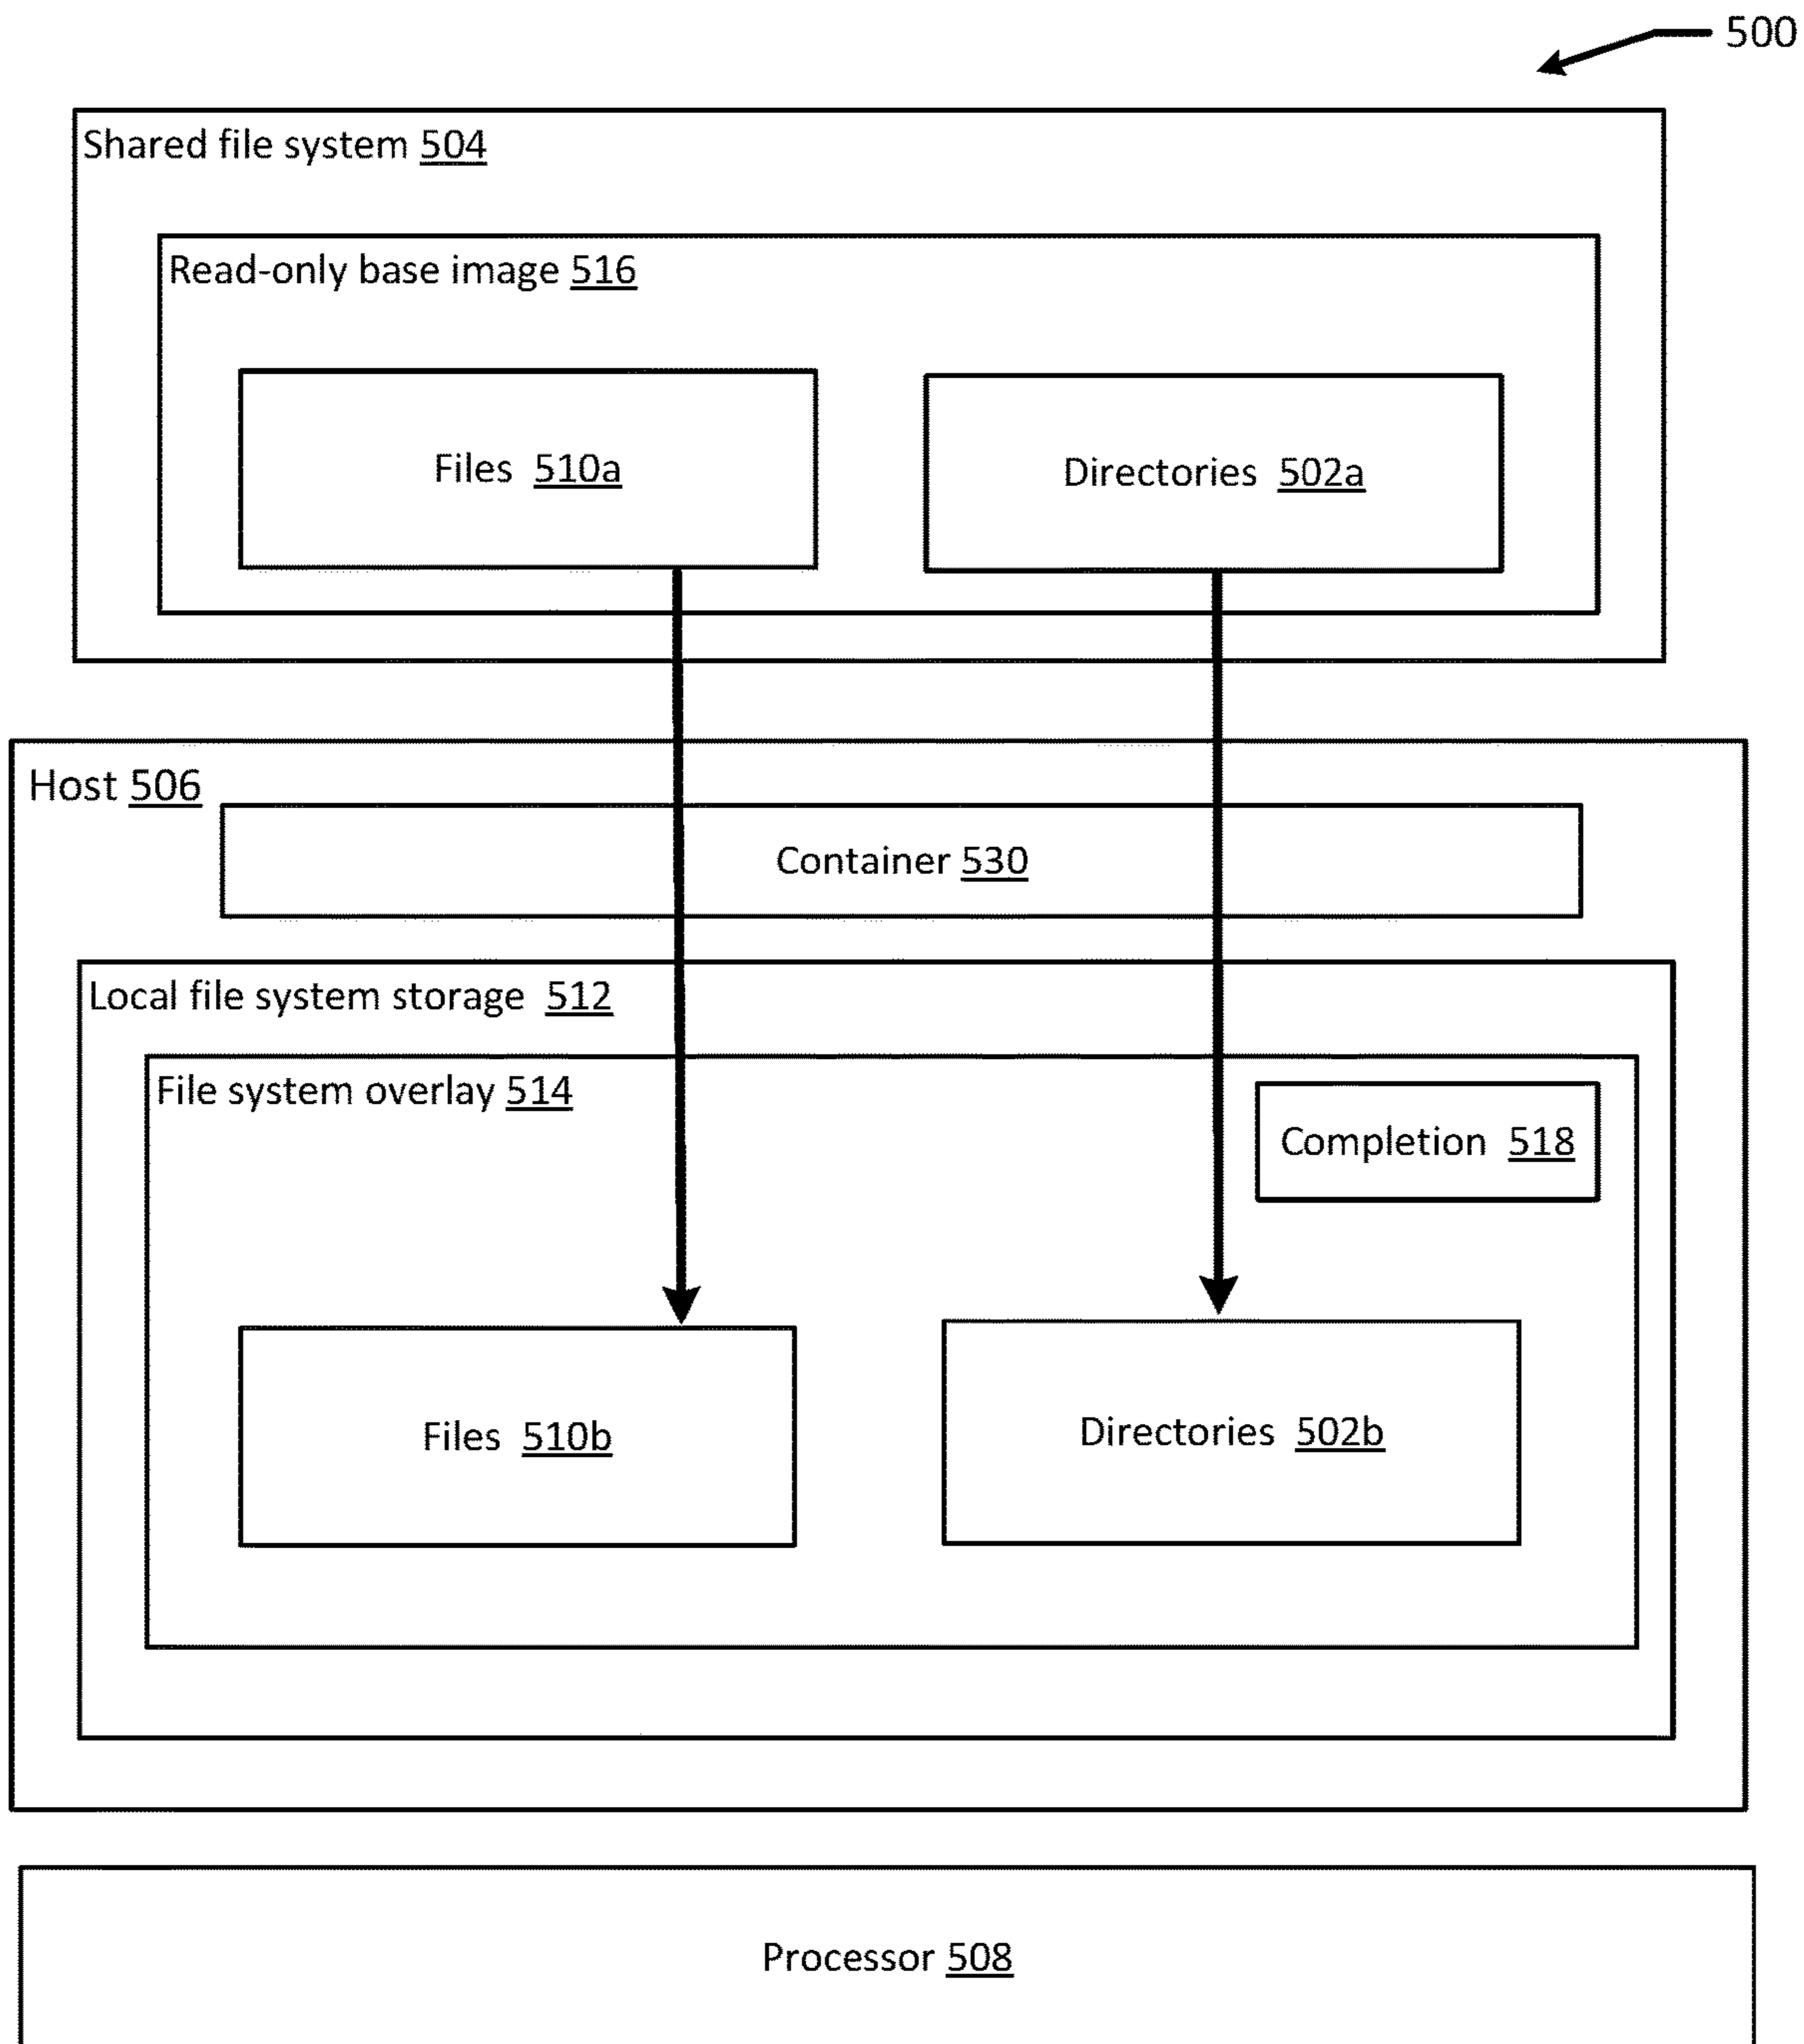 500
Shared file system 504
Read-only base image 516
Files 510a
Directories 502a
Host 506
Container 530
Local file system storage 512
File system overlay 514
Completion 518
Files 510b
Directories 502b
Processor 508